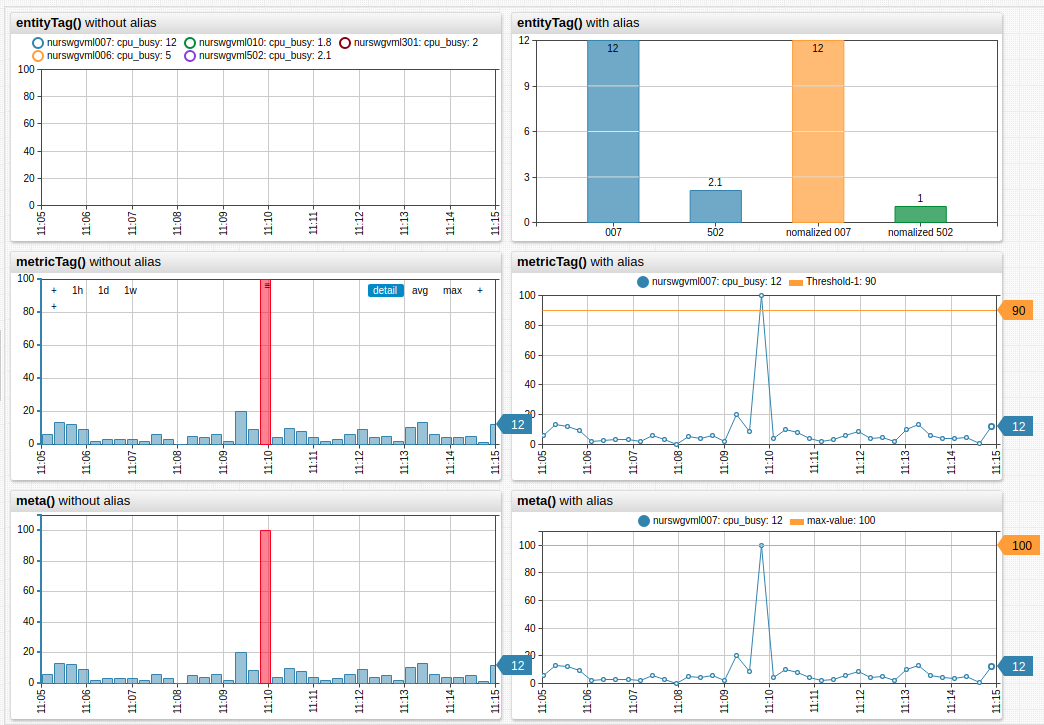 entityTag() without alias
nurswgvml007: cpu_busy: 12 nurswgvml010: cpu_busy: 1.8 nurswgvml301: cpu_busy: 2
nurswgvml006: cpu_busy: 5 nurswgvml502: cpu_busy: 2.1
100
80
60
40
20
0
11:05 11:06 11:07 11:08 11:09 11:10 11:11 11:12 11:13 11:14 11:15
entityTag() with alias
12
9
6
3
0
12 2.1 12 1
007 502 nomalized 007 nomalized 502
metricTag() without alias
+ 1h 1d 1w detail avg max +
+
100
80
60
40
20
0
12
11:05 11:06 11:07 11:08 11:09 11:10 11:11 11:12 11:13 11:14 11:15
metricTag() with alias
nurswgvml007: cpu_busy: 12 Threshold-1: 90
100
80
60
40
20
0
90
12
11:05 11:06 11:07 11:08 11:09 11:10 11:11 11:12 11:13 11:14 11:15
meta() without alias
100
80
60
40
20
0
12
11:05 11:06 11:07 11:08 11:09 11:10 11:11 11:12 11:13 11:14 11:15
meta() with alias
nurswgvml007: cpu_busy: 12 max-value: 100
100
80
60
40
20
0
100
12
11:05 11:06 11:07 11:08 11:09 11:10 11:11 11:12 11:13 11:14 11:15